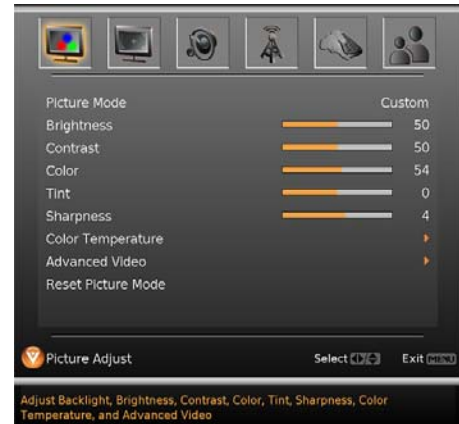 Picture Mode Custom
Brightness 50
Contrast 50
Color 54
Tint 0
Sharpness 4
Color Temperature
Advanced Video
Reset Picture Mode
V Picture Adjust Select Exit MENU
Adjust Backlight, Brightness, Contrast, Color, Tint, Sharpness, Color
Temperature, and Advanced Video